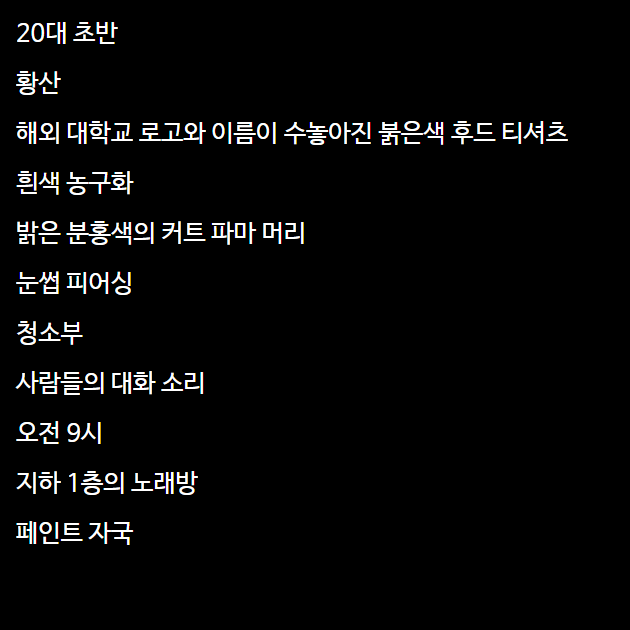 20대 초반
황산
해외 대학교 로고와 이름이 수놓아진 붉은색 후드 티셔츠
흰색 농구화
밝은 분홍색의 커트 파마 머리
눈썹 피어싱
청소부
사람들의 대화 소리
오전 9시
지하 1층의 노래방
페인트 자국